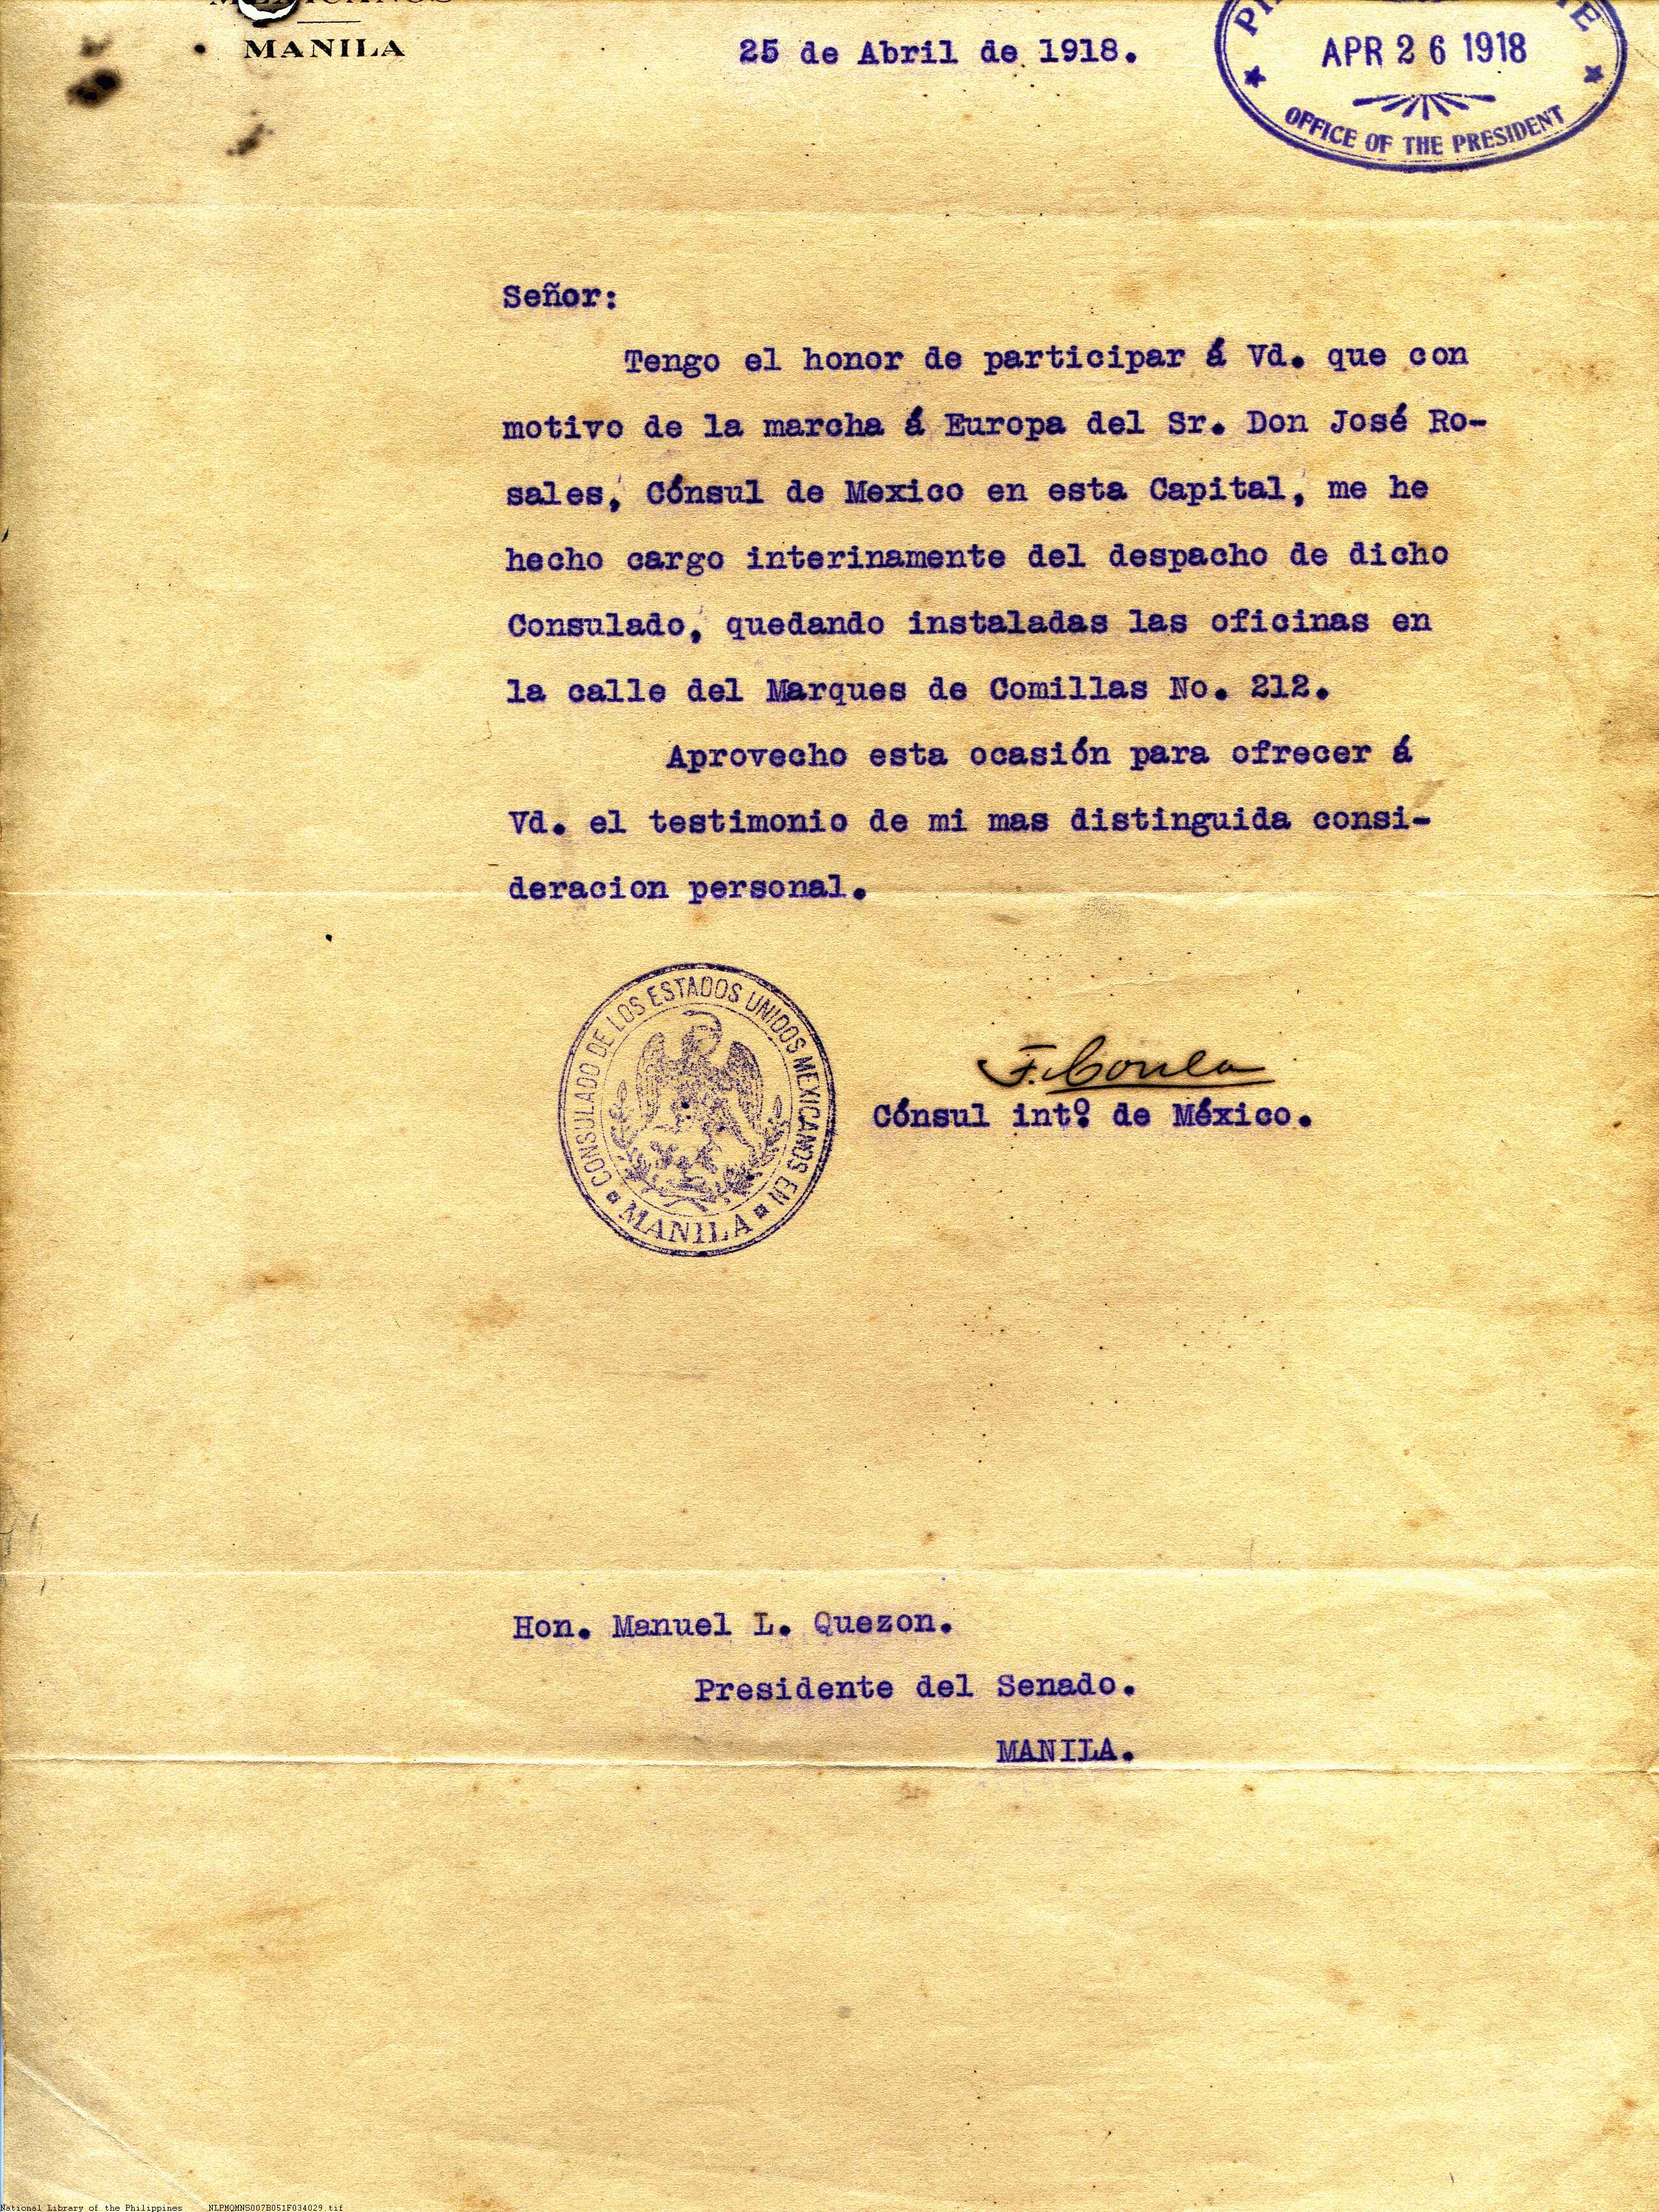 MANILA
25 de Abril de 1918.
APR 26 1918
OFFICE OF THE PRESIDENT
Señor:
Tengo el honor de participar á Vd. que con
motivo de la marcha á Europa del Sr. Don José Ro-
sales, Cónsul de Mexico en esta Capital, me he
hecho cargo interinamente del despacho de dicho
Consulado, quedando instaladas las oficinas en
la calle del Marques de Comillas No. 212.
Aprovecho esta ocasión para ofrecer á
Vd. el testimonio de mi mas distinguida consi-
deracion personal.
CONSULADO DE LOS ESTADOS UNIDOS MEXICANOS EN
MANILA
Cónsul intº de México.
Hon. Manuel L. Quezon.
Presidente del Senado.
MANILA.
National Library of the Philippines NLPMQMNS007B051F034029.tif